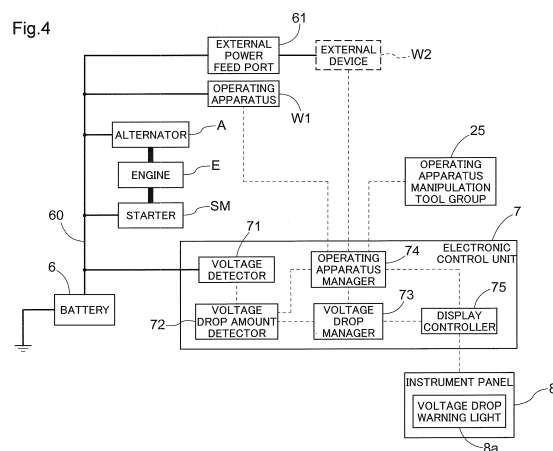 Fig.4
61
EXTERNAL
POWER
FEED PORT
EXTERNAL
DEVICE
W2
OPERATING
APPARATUS
W1
ALTERNATOR
A
ENGINE
E
STARTER
SM
25
OPERATING
APPARATUS
MANIPULATION
TOOL GROUP
60
71
7
6
BATTERY
VOLTAGE
DETECTOR
OPERATING
APPARATUS
MANAGER
74
ELECTRONIC
CONTROL UNIT
72
VOLTAGE
DROP AMOUNT
DETECTOR
VOLTAGE
DROP
MANAGER
73
DISPLAY
CONTROLLER
75
INSTRUMENT PANEL
8
VOLTAGE DROP
WARNING LIGHT
8a